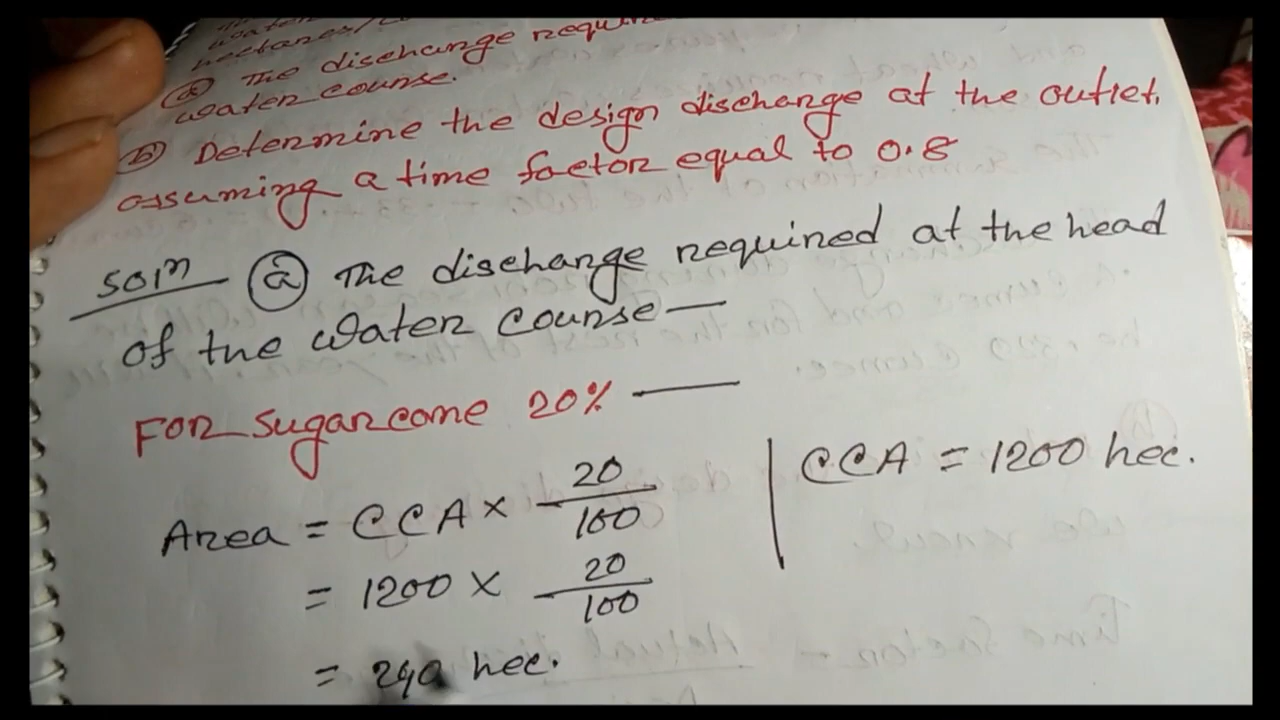 hectares/
(a) The discharge requir
water course.
(b) Determine the design discharge at the outlet,
assuming a time factor equal to 0.8
Soln (a) The discharge required at the head
of the water course —
FOR Sugarcane 20% —
Area = CCA × 20/100 | CCA = 1200 hec.
= 1200 × 20/100
= 240 hec.